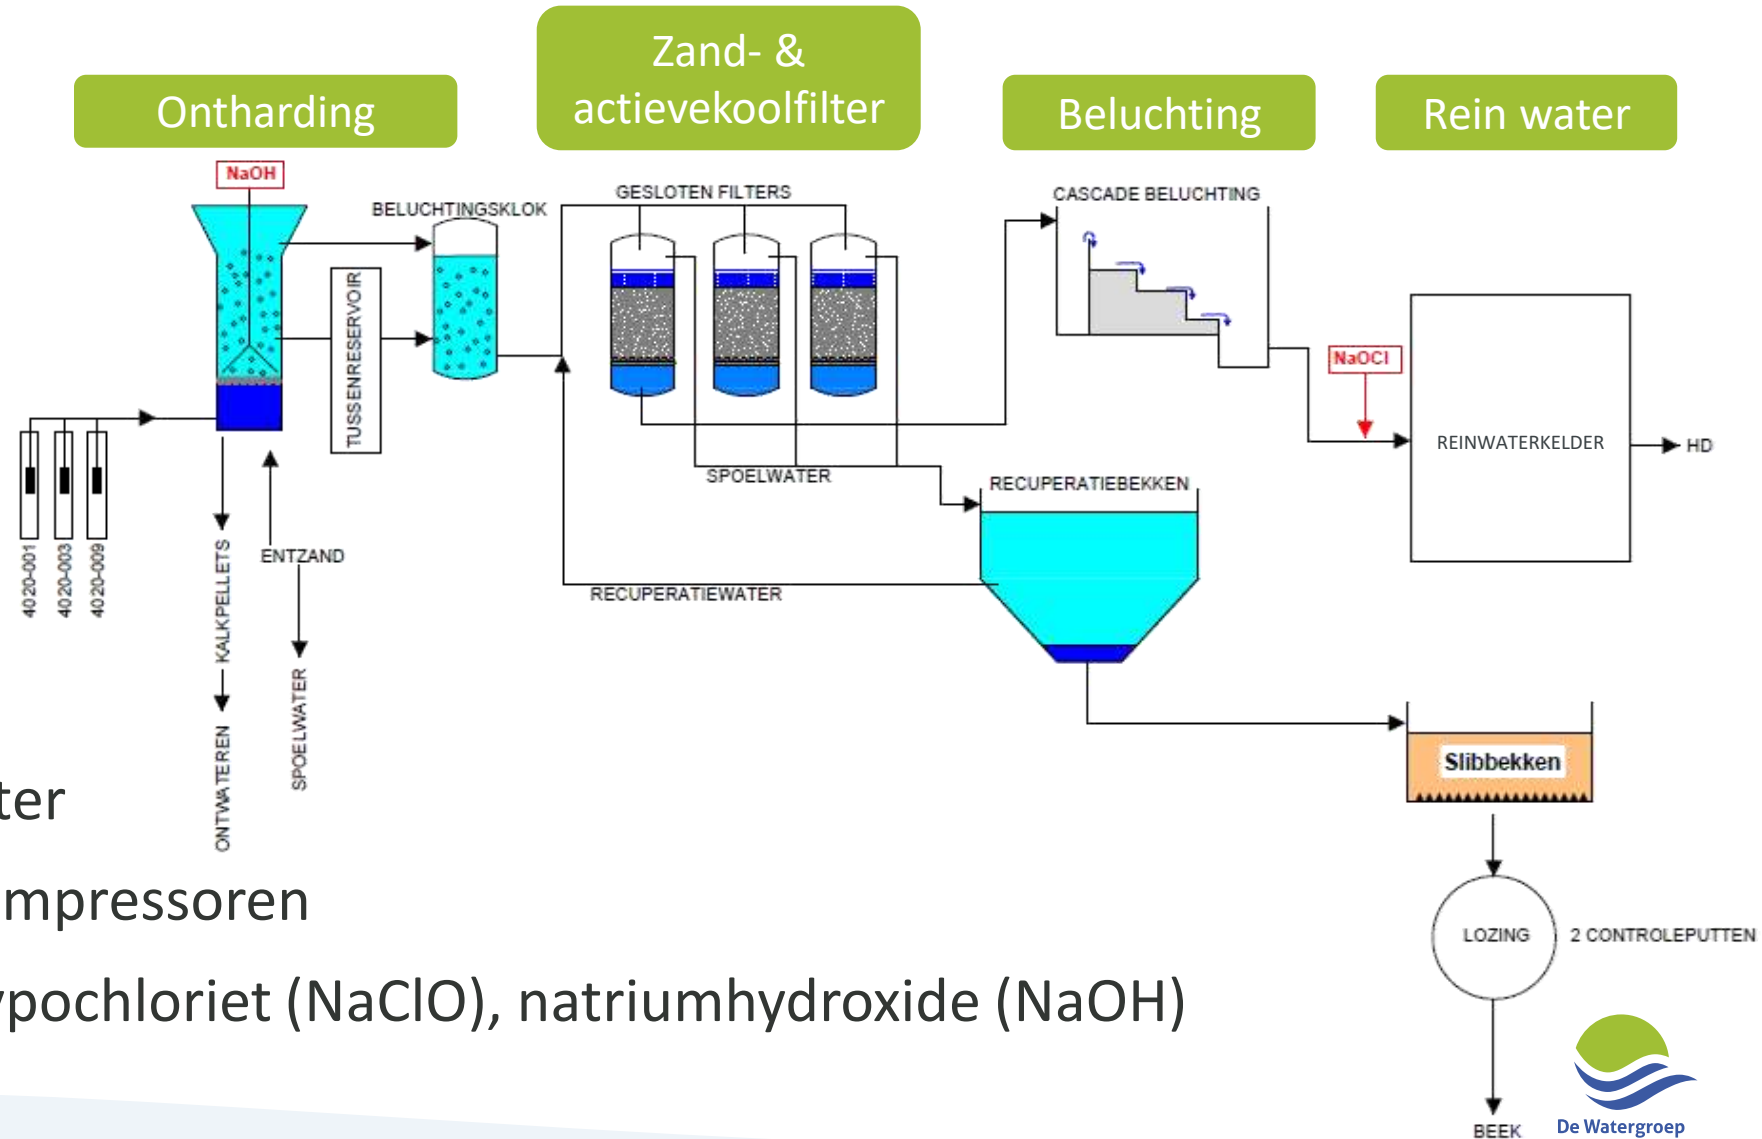 Ontharding
Zand- &
actievekoolfilter
Beluchting
Rein water
NaOH
BELUCHTINGSKLOK
GESLOTEN FILTERS
CASCADE BELUCHTING
TUSSENRESERVOIR
NaOCl
REINWATERKELDER
HD
4020-001
4020-003
4020-009
KALKPELLETS
ONTWATEREN
ENTZAND
SPOELWATER
SPOELWATER
RECUPERATIEBEKKEN
RECUPERATIEWATER
Slibbekken
LOZING
2 CONTROLEPUTTEN
BEEK
ter
mpressoren
ypochloriet (NaClO), natriumhydroxide (NaOH)
De Watergroep